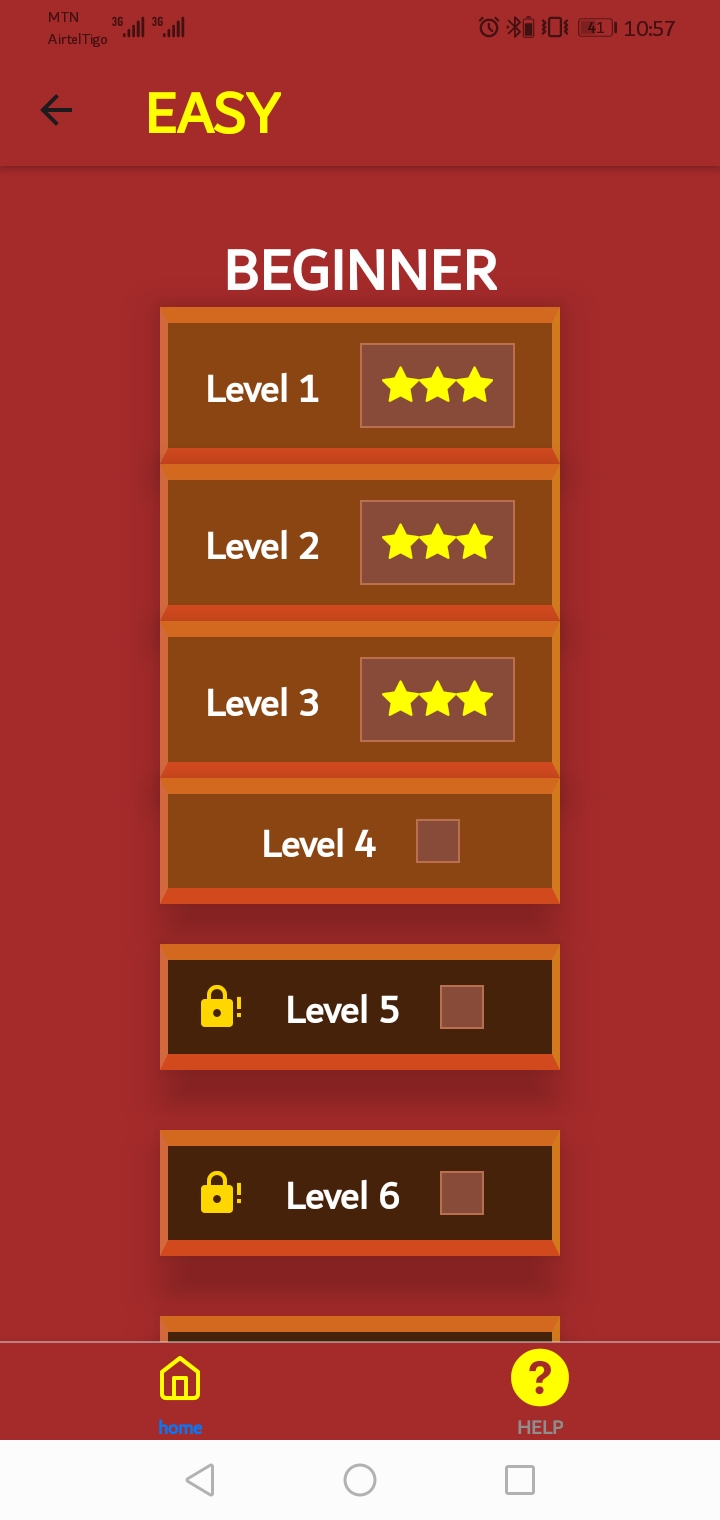 MTN
AirtelTigo
3G 3G
41 10:57
EASY
BEGINNER
Level 1
Level 2
Level 3
Level 4
Level 5
Level 6
home
HELP